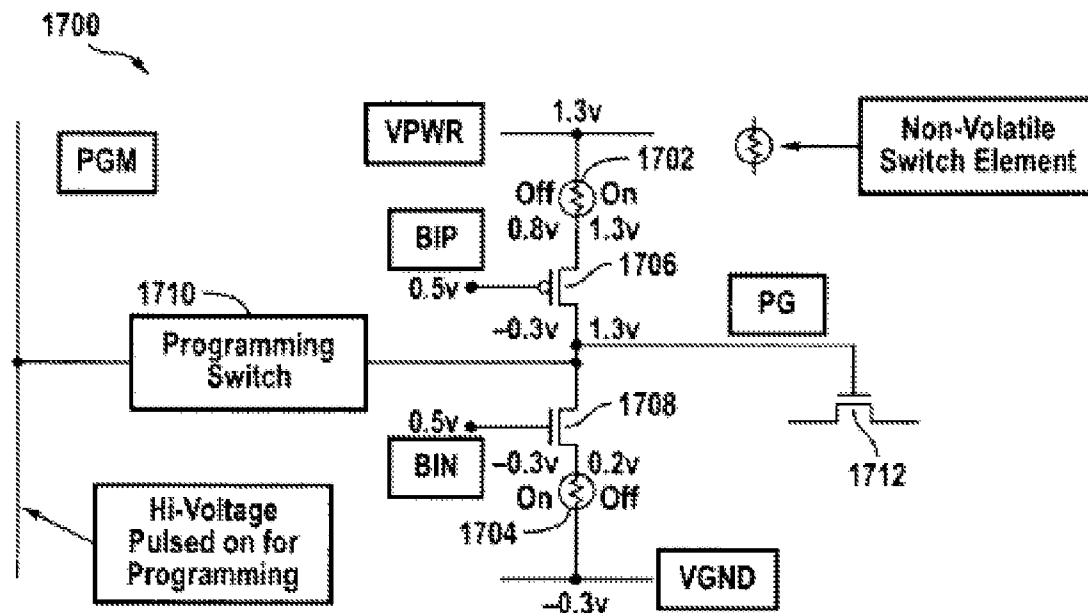 1700
PGM
VPWR
1.3v
Non-Volatile
Switch Element
1702
Off On
0.8v 1.3v
BIP
0.5v
1706
1710
Programming
Switch
–0.3v 1.3v
PG
0.5v
1708
BIN
–0.3v 0.2v
On Off
1704
1712
Hi-Voltage
Pulsed on for
Programming
VGND
–0.3v